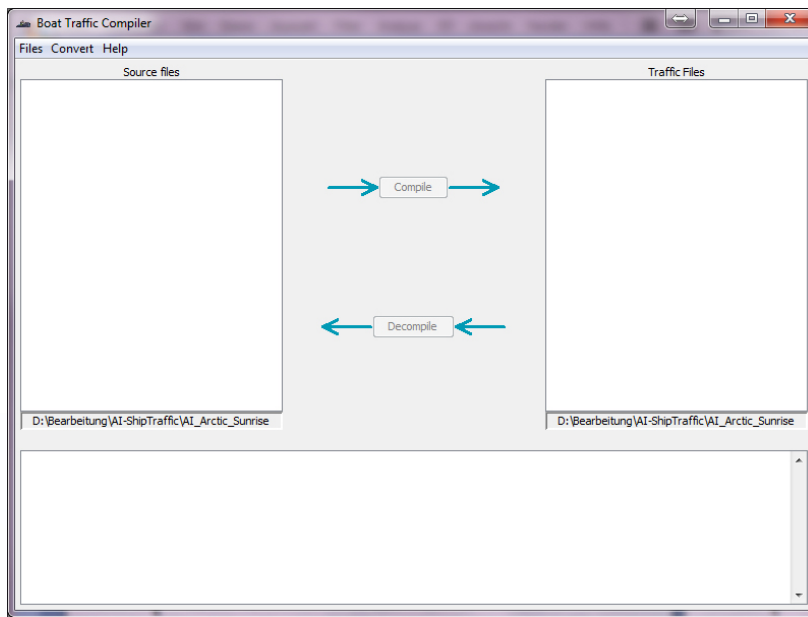 Boat Traffic Compiler
Files Convert Help
Source files
Traffic Files
Compile
Decompile
D:\Bearbeitung\AI-ShipTraffic\AI_Arctic_Sunrise
D:\Bearbeitung\AI-ShipTraffic\AI_Arctic_Sunrise